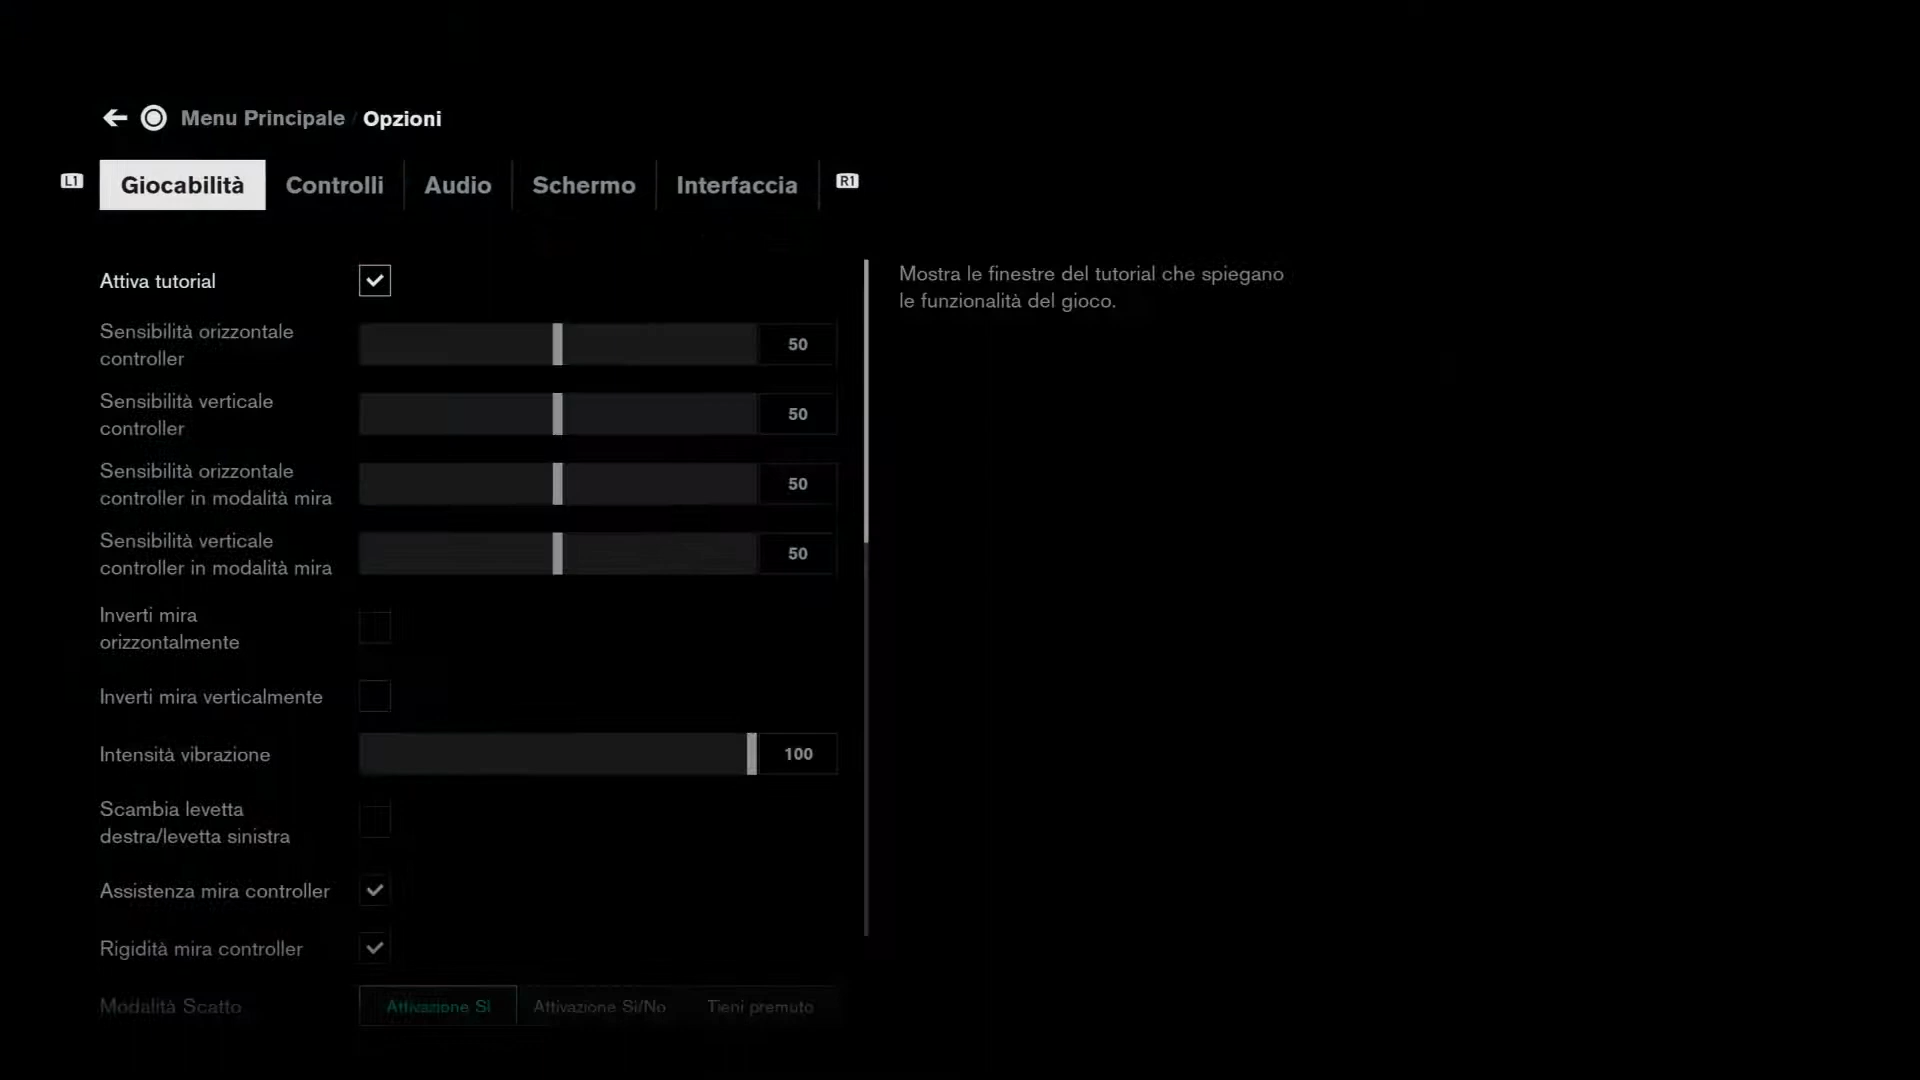 Menu Principale / Opzioni
L1 Giocabilità Controlli Audio Schermo Interfaccia R1
Attiva tutorial
Mostra le finestre del tutorial che spiegano
le funzionalità del gioco.
Sensibilità orizzontale
controller
50
Sensibilità verticale
controller
50
Sensibilità orizzontale
controller in modalità mira
50
Sensibilità verticale
controller in modalità mira
50
Inverti mira
orizzontalmente
Inverti mira verticalmente
Intensità vibrazione
100
Scambia levetta
destra/levetta sinistra
Assistenza mira controller
Rigidità mira controller
Modalità Scatto
Attivazione SI Attivazione Sì/No Tieni premuto